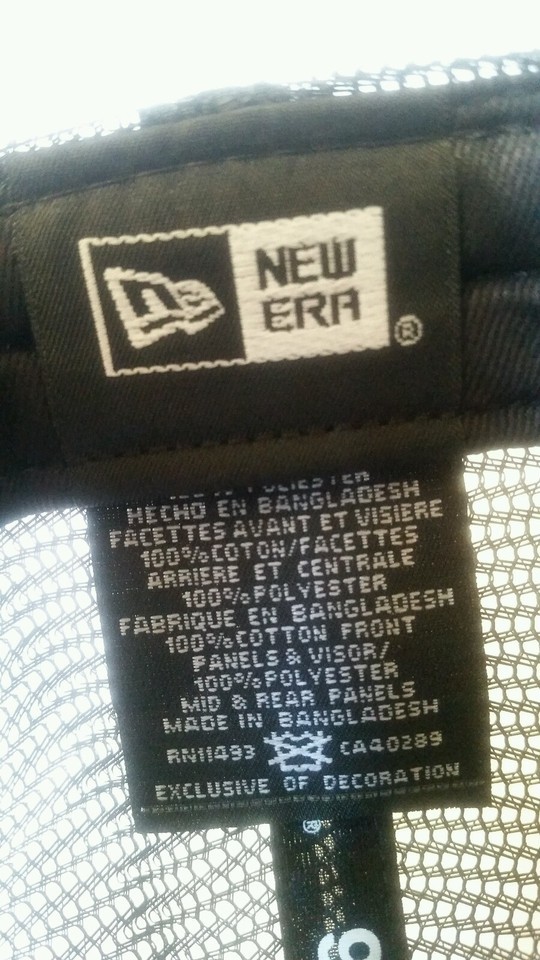 NEW
ERA
®
POLIESTER
HECHO EN BANGLADESH
FACETTES AVANT ET VISIERE
100% COTON/FACETTES
ARRIERE ET CENTRALE
100% POLYESTER
FABRIQUE EN BANGLADESH
100% COTTON FRONT
PANELS & VISOR/
100% POLYESTER
MID & REAR PANELS
MADE IN BANGLADESH
RN11493 CA40289
EXCLUSIVE OF DECORATION
®